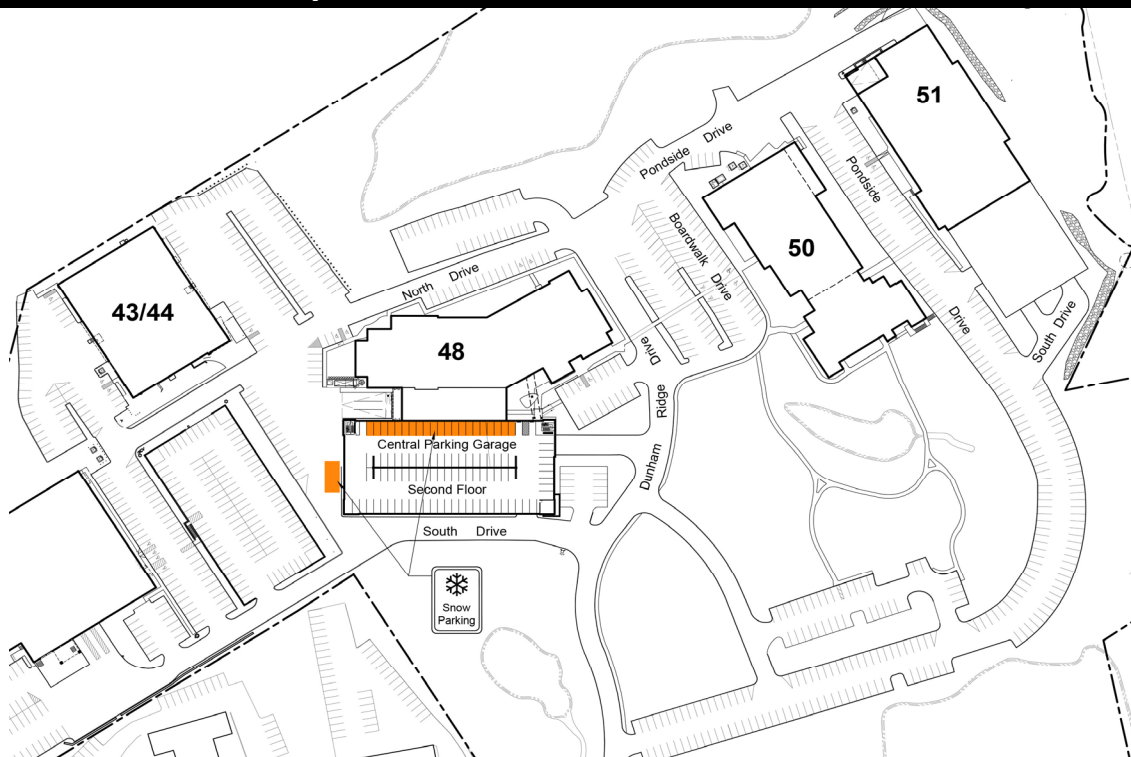 51
Pondside Drive
Pondside
Drive
50
Boardwalk
Drive
North Drive
43/44
48
Drive
South Drive
Ridge
Dunham
Central Parking Garage
Second Floor
South Drive
Snow
Parking